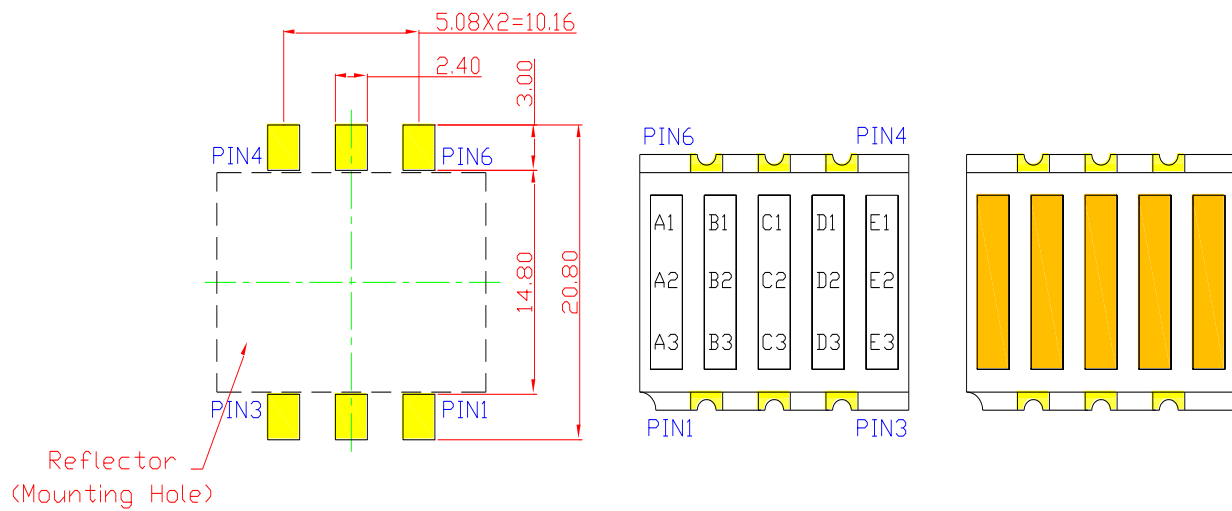 5.08X2=10.16
2.40
3.00
PIN4
PIN6
14.80
20.80
PIN3
PIN1
Reflector
(Mounting Hole)
PIN6
PIN4
A1 B1 C1 D1 E1
A2 B2 C2 D2 E2
A3 B3 C3 D3 E3
PIN1
PIN3